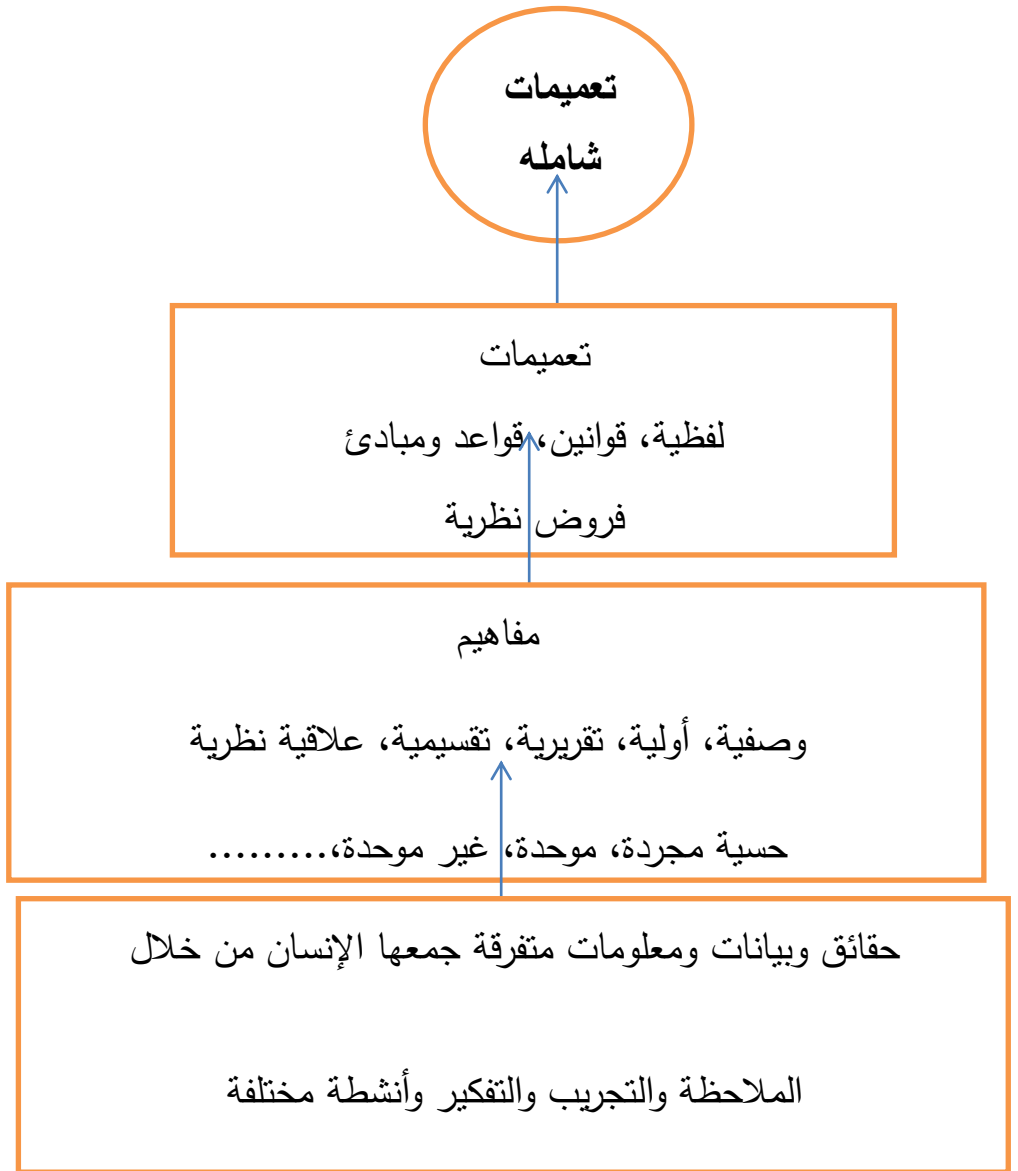 تعميمات
شامله
تعميمات
لفظية، قوانين، قواعد ومبادئ
فروض نظرية
مفاهيم
وصفية، أولية، تقريرية، تقسيمية، علاقية نظرية
حسية مجردة، موحدة، غير موحدة،.........
حقائق وبيانات ومعلومات متفرقة جمعها الإنسان من خلال
الملاحظة والتجريب والتفكير وأنشطة مختلفة